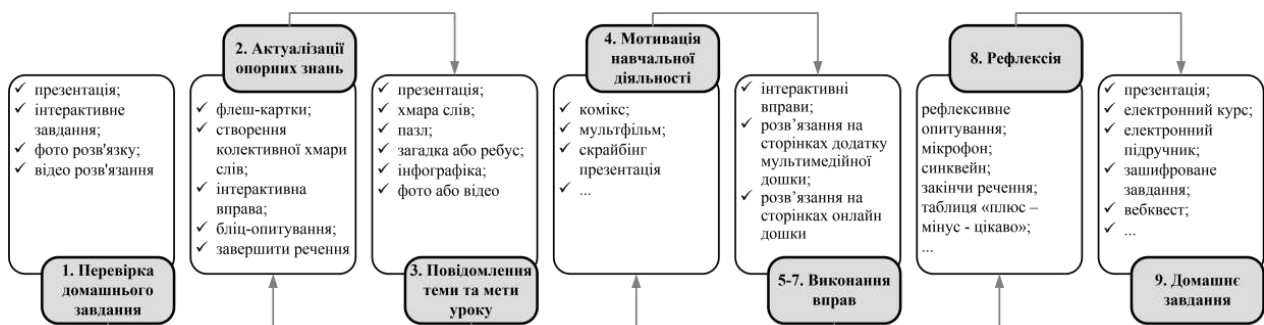 презентація;
інтерактивне
завдання;
фото розв'язку;
відео розв'язання
1. Перевірка
домашнього
завдання
2. Актуалізації
опорних знань
флеш-картки;
створення
колективної хмари
слів;
інтерактивна
вправа;
бліц-опитування;
завершити речення
презентація;
хмара слів;
пазл;
загадка або ребус;
інфографіка;
фото або відео
3. Повідомлення
теми та мети
уроку
4. Мотивація
навчальної
діяльності
комікс;
мультфільм;
скрайбінг
презентація
...
інтерактивні
вправи;
розв’язання на
сторінках додатку
мультимедійної
дошки;
розв’язання на
сторінках онлайн
дошки
5-7. Виконання
вправ
8. Рефлексія
рефлексивне
опитування;
мікрофон;
синквейн;
закінчи речення;
таблиця «плюс –
мінус - цікаво»;
...
презентація;
електронний курс;
електронний
підручник;
зашифроване
завдання;
вебквест;
...
9. Домашнє
завдання